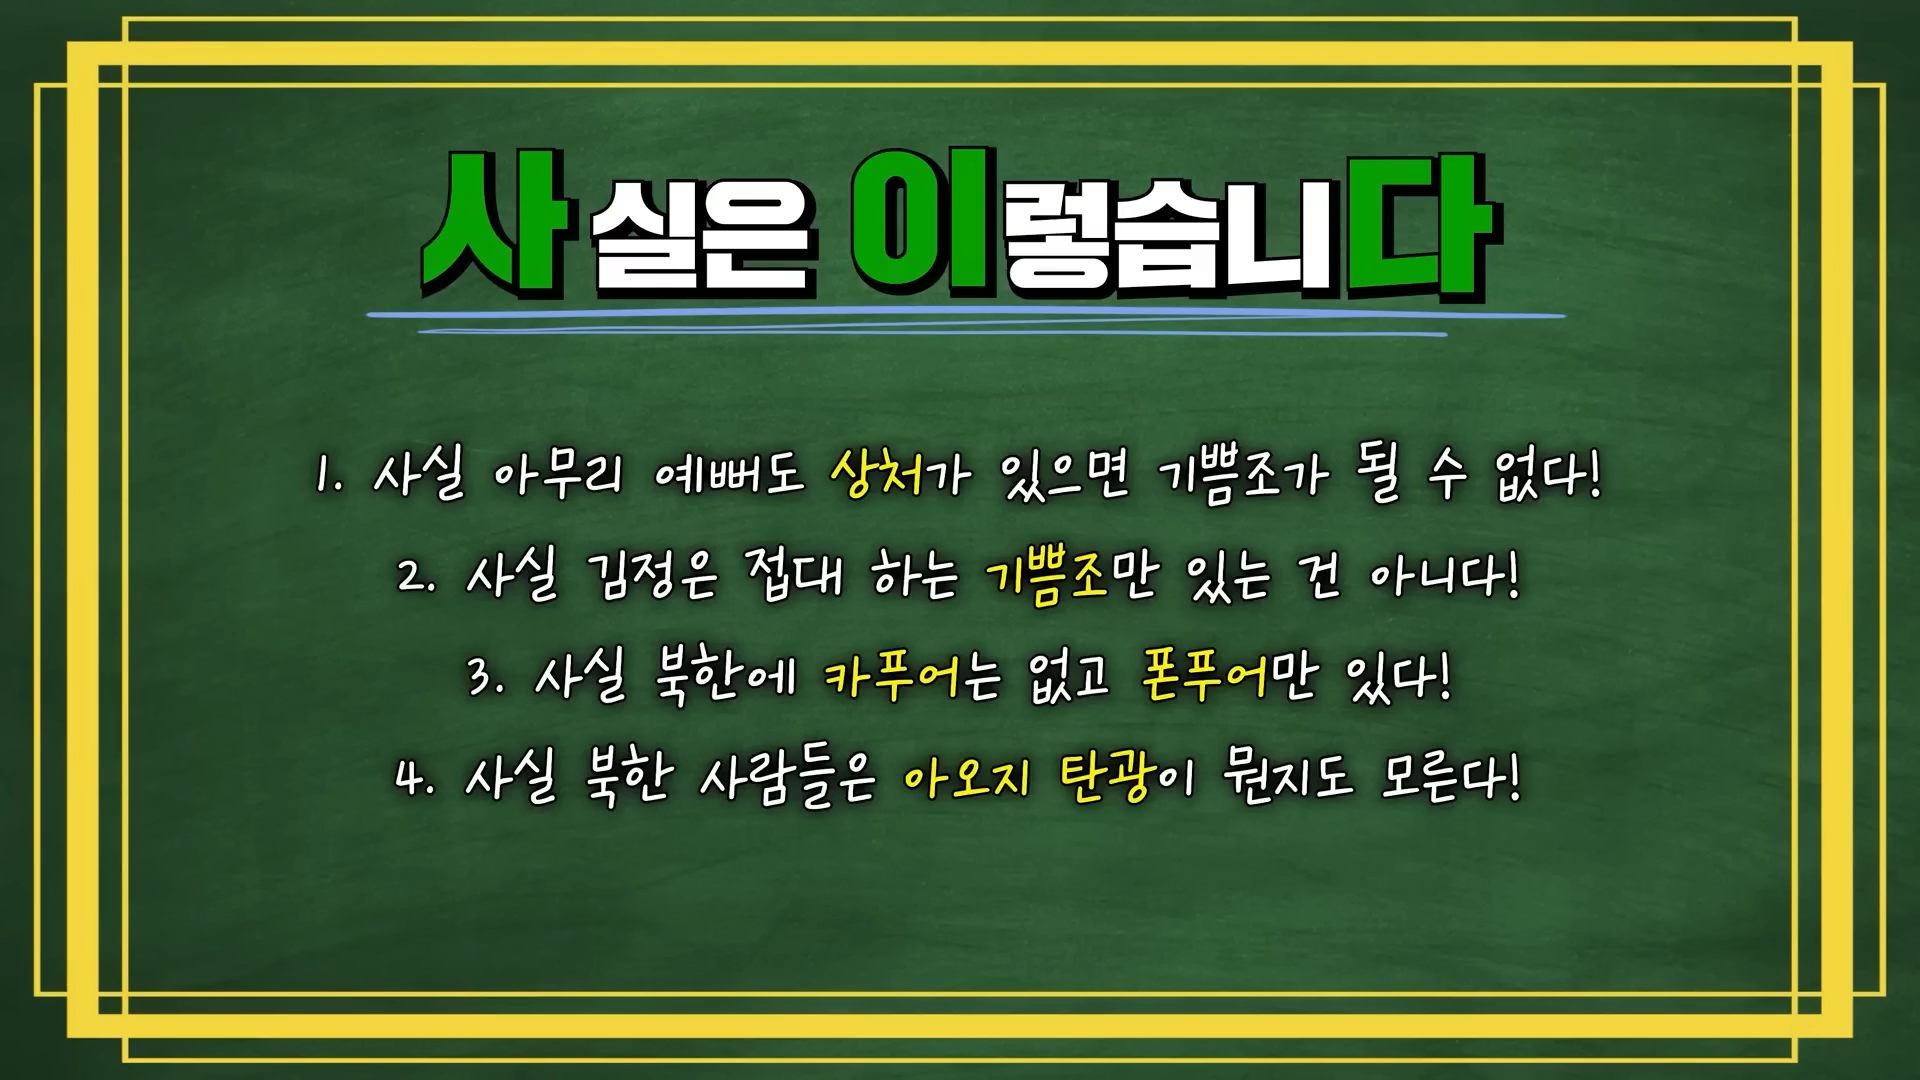 사실은 이렇습니다
1. 사실 아무리 예뻐도 상처가 있으면 기쁨조가 될 수 없다!
2. 사실 김정은 접대 하는 기쁨조만 있는 건 아니다!
3. 사실 북한에 카푸어는 없고 폰푸어만 있다!
4. 사실 북한 사람들은 아오지 탄광이 뭔지도 모른다!